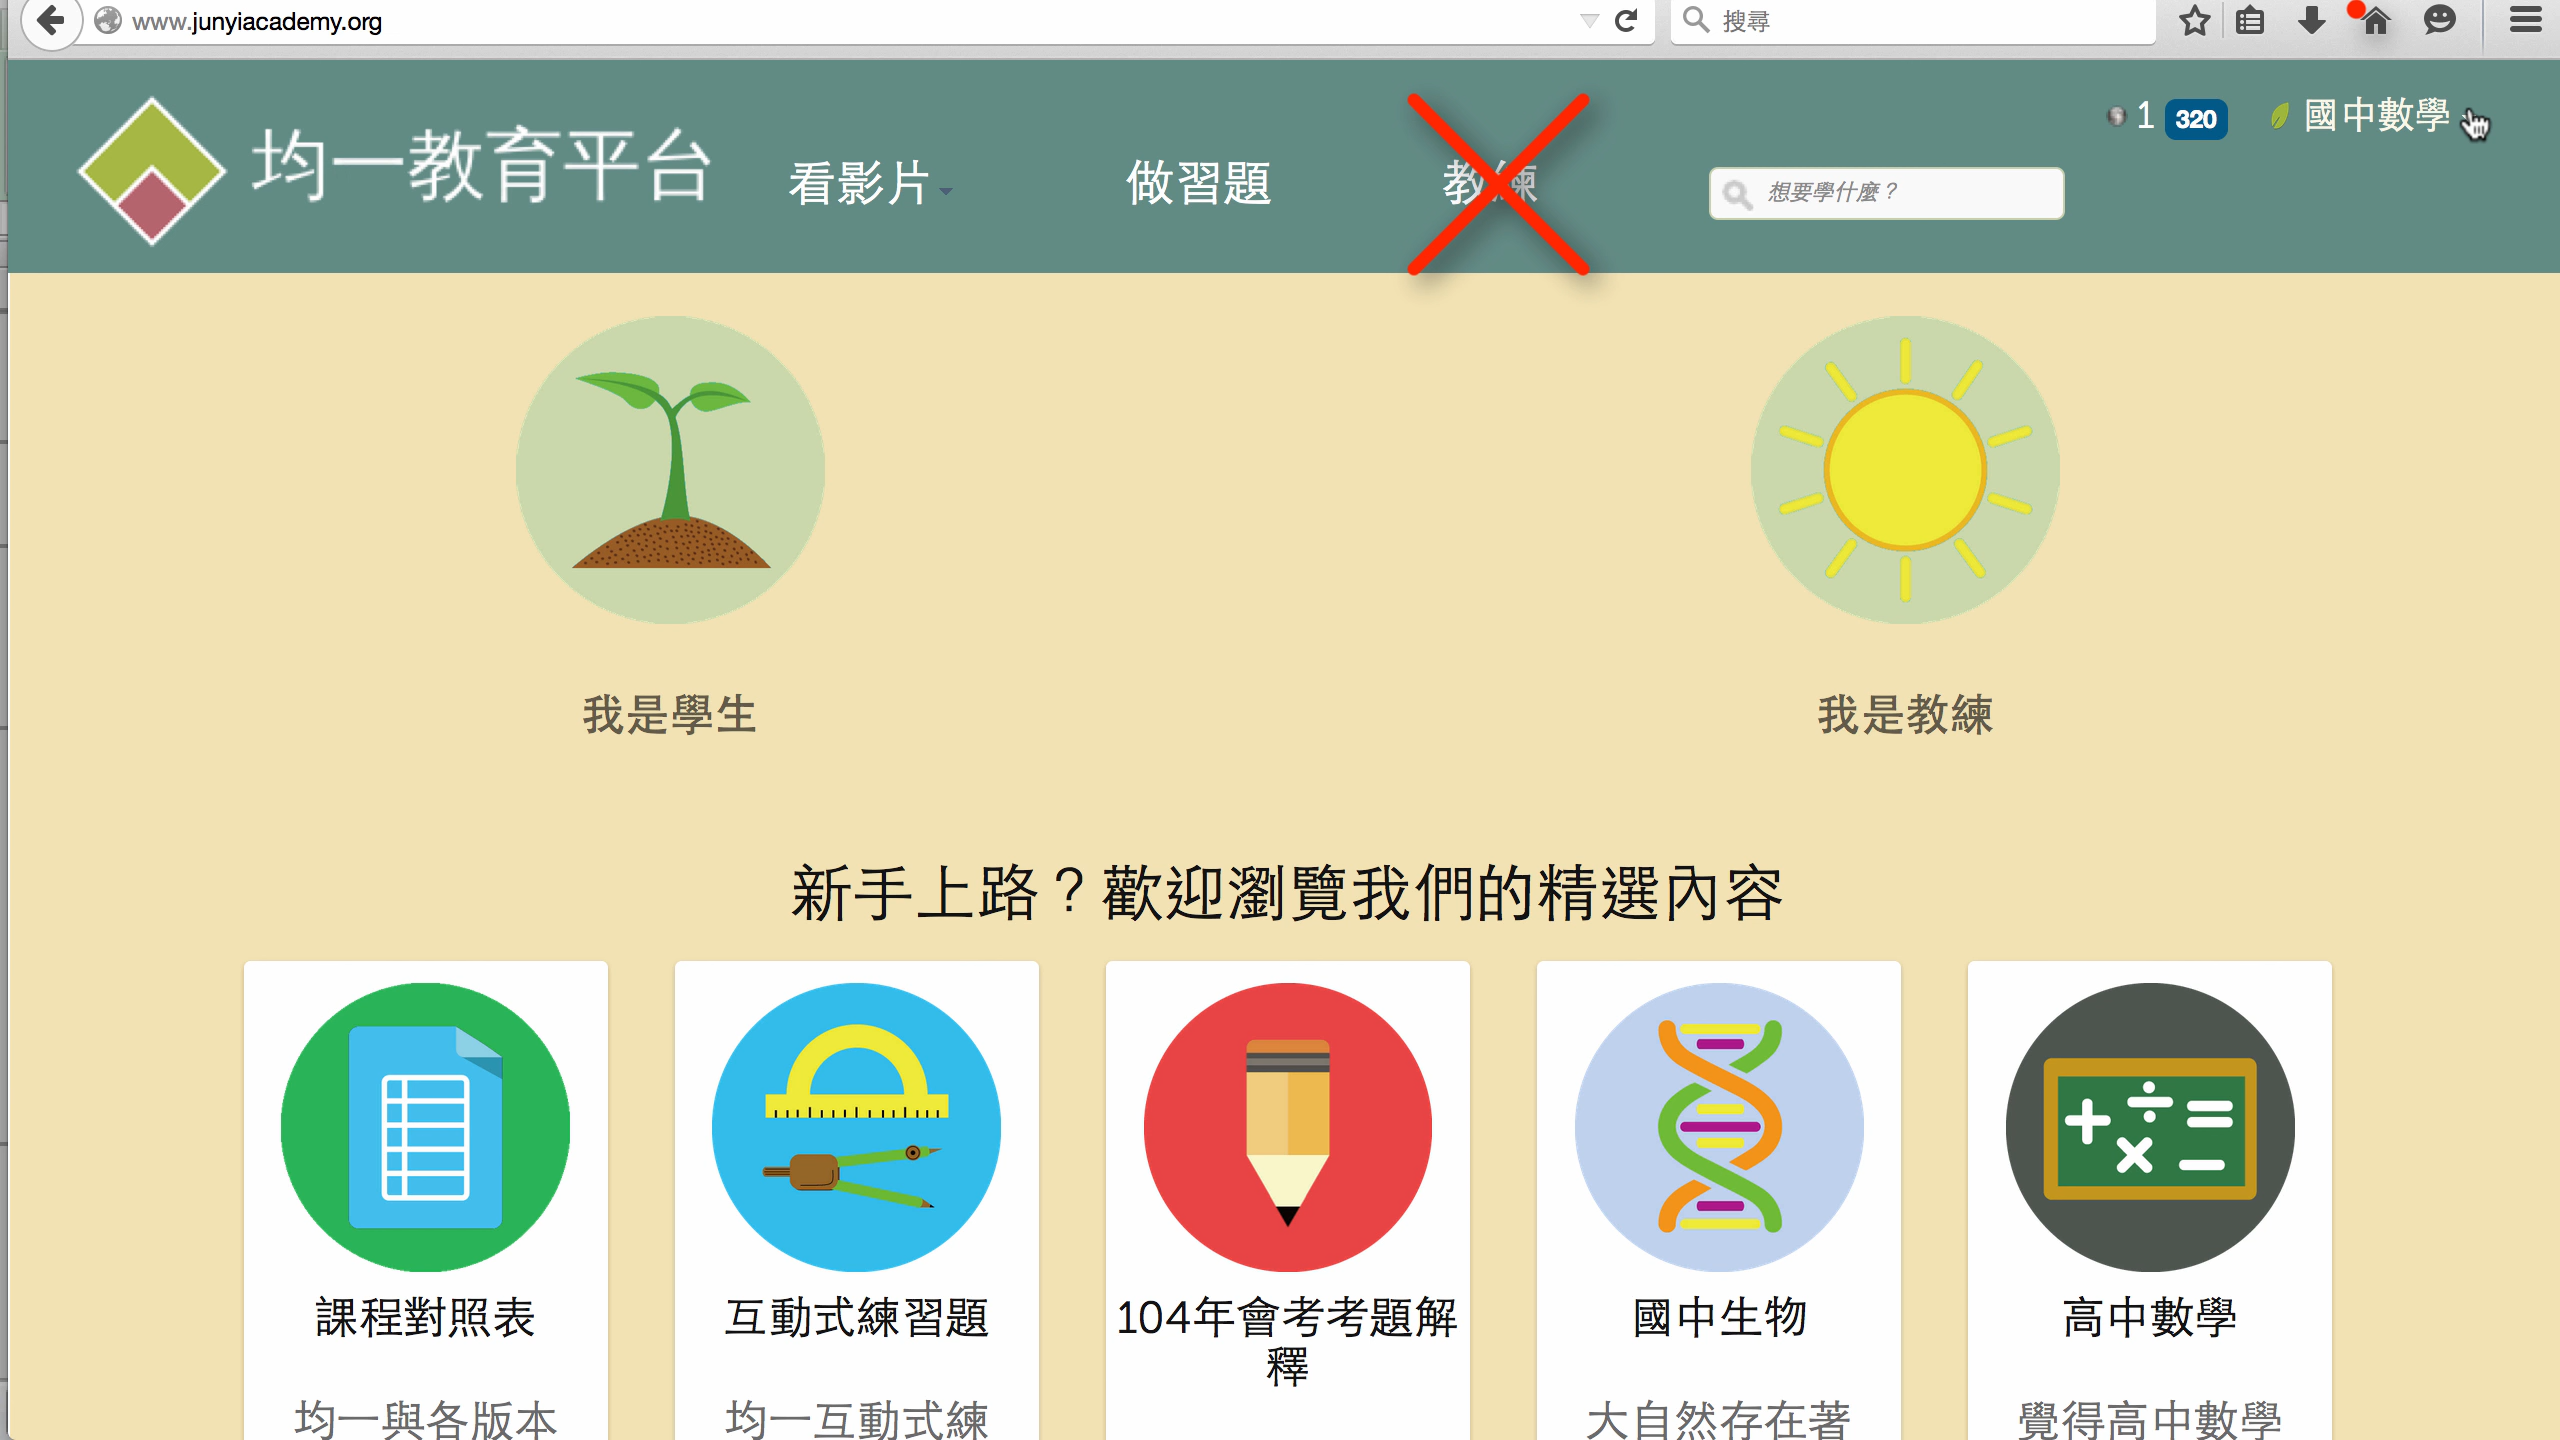 www.junyiacademy.org
搜尋
均一教育平台
看影片
做習題
教練
1
320
國中數學
想要學什麼？
我是學生
我是教練
新手上路？歡迎瀏覽我們的精選內容
課程對照表
均一與各版本
互動式練習題
均一互動式練
104年會考考題解
釋
國中生物
大自然存在著
高中數學
覺得高中數學